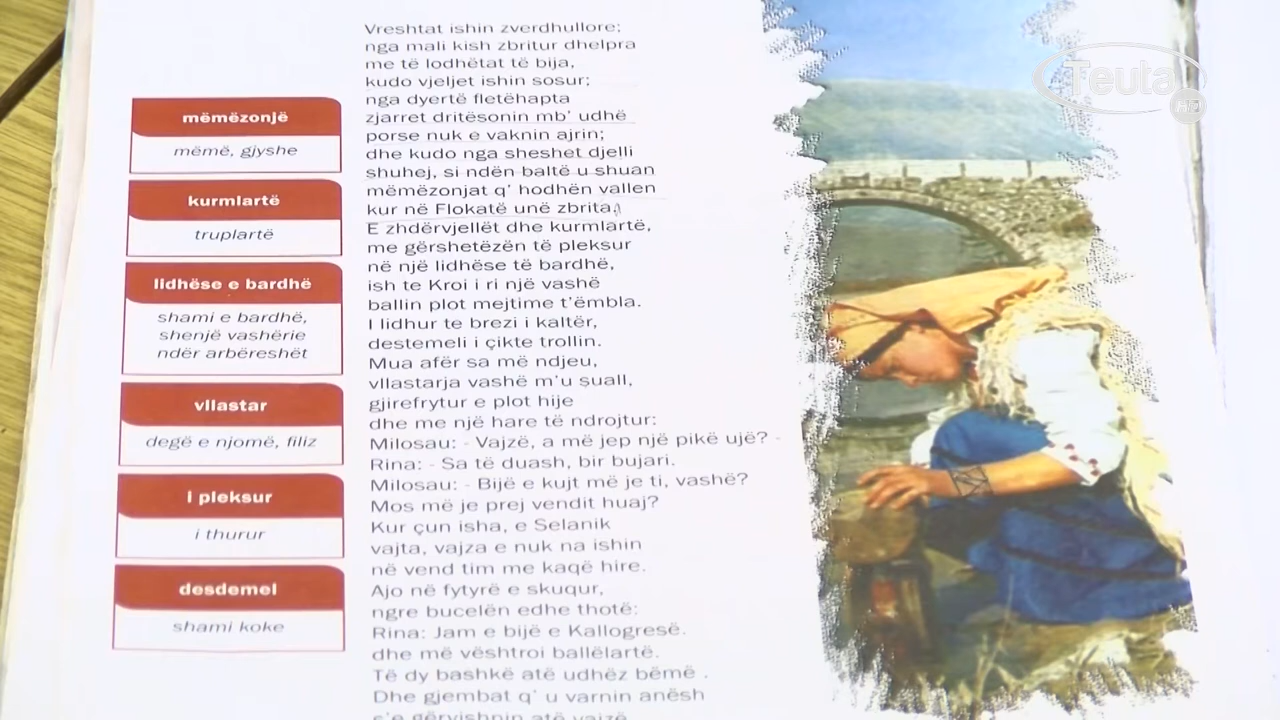 mëmëzonjë
mëmë, gjyshe
kurmlartë
truplartë
lidhëse e bardhë
shami e bardhë,
shenjë vashërie
ndër arbëreshët
vllastar
degë e njomë, filiz
i pleksur
i thurur
desdemel
shami koke
Vreshtat ishin zverdhullore;
nga mali kish zbritur dhelpra
me të lodhëtat të bija,
kudo vjeljet ishin sosur;
nga dyertë fletëhapta
zjarret dritësonin mb' udhë
porse nuk e vaknin ajrin;
dhe kudo nga sheshet djelli
shuhej, si ndën baltë u shuan
mëmëzonjat q' hodhën vallen
kur në Flokatë unë zbrita.
E zhdërvjellët dhe kurmlartë,
me gërshetëzën të pleksur
në një lidhëse të bardhë,
ish te Kroi i ri një vashë
ballin plot mejtime t'ëmbla.
I lidhur te brezi i kaltër,
destemeli i çikte trollin.
Mua afër sa më ndjeu,
vllastarja vashë m'u suall,
gjirefrytur e plot hije
dhe me një hare të ndrojtur:
Milosau: - Vajzë, a më jep një pikë ujë? -
Rina: - Sa të duash, bir bujari.
Milosau: - Bijë e kujt më je ti, vashë?
Mos më je prej vendit huaj?
Kur çun isha, e Selanik
vajta, vajza e nuk na ishin
në vend tim me kaqë hire.
Ajo në fytyrë e skuqur,
ngre bucelën edhe thotë:
Rina: Jam e bijë e Kallogresë.
dhe më vështroi ballëlartë.
Të dy bashkë atë udhëz bëmë .
Dhe gjembat q' u varnin anësh
s'e gërvishnin atë vajzë
Teuta
HD